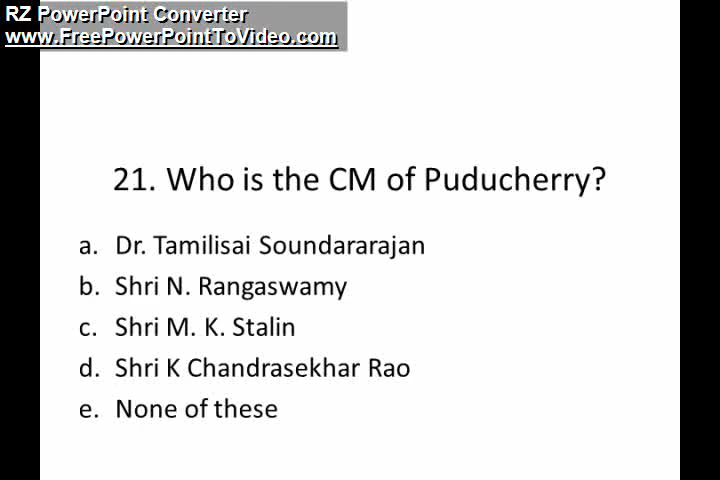 RZ PowerPoint Converter
www.FreePowerPointToVideo.com
21. Who is the CM of Puducherry?
a. Dr. Tamilisai Soundararajan
b. Shri N. Rangaswamy
c. Shri M. K. Stalin
d. Shri K Chandrasekhar Rao
e. None of these